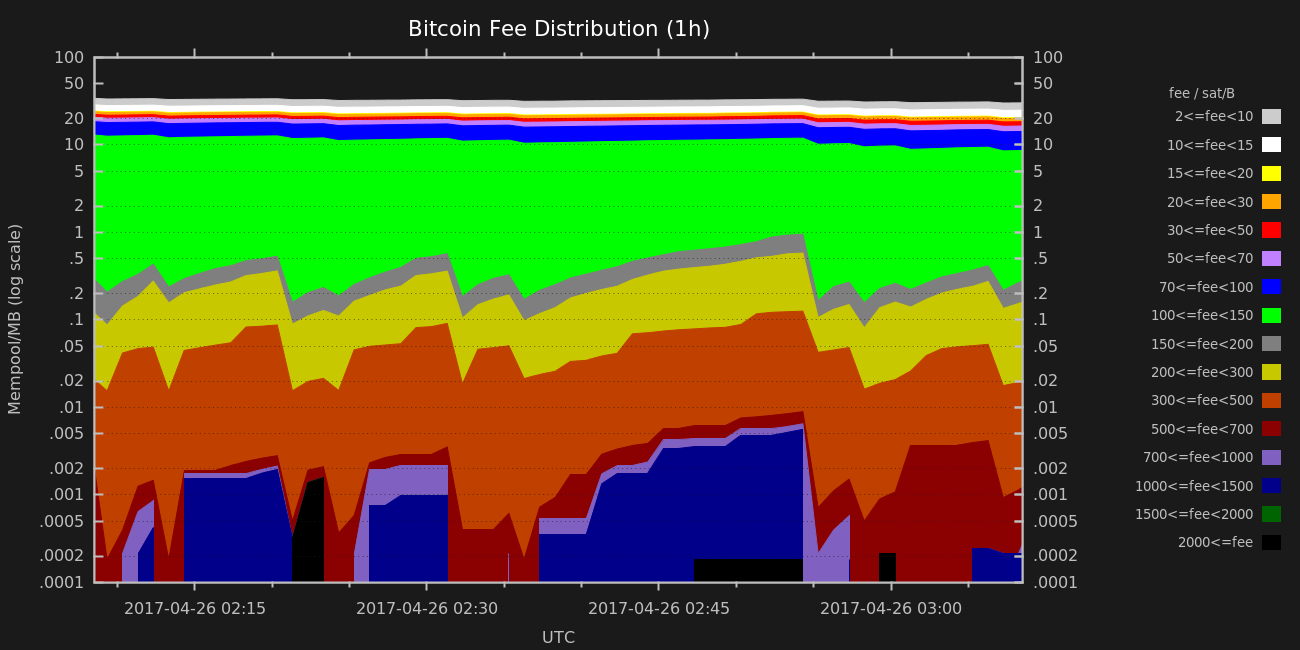 Bitcoin Fee Distribution (1h)
100 100
50 50
20 20
10 10
5 5
2 2
1 1
.5 .5
.2 .2
.1 .1
.05 .05
.02 .02
.01 .01
.005 .005
.002 .002
.001 .001
.0005 .0005
.0002 .0002
.0001 .0001
Mempool/MB (log scale)
2017-04-26 02:15 2017-04-26 02:30 2017-04-26 02:45 2017-04-26 03:00
UTC
fee / sat/B
2<=fee<10
10<=fee<15
15<=fee<20
20<=fee<30
30<=fee<50
50<=fee<70
70<=fee<100
100<=fee<150
150<=fee<200
200<=fee<300
300<=fee<500
500<=fee<700
700<=fee<1000
1000<=fee<1500
1500<=fee<2000
2000<=fee